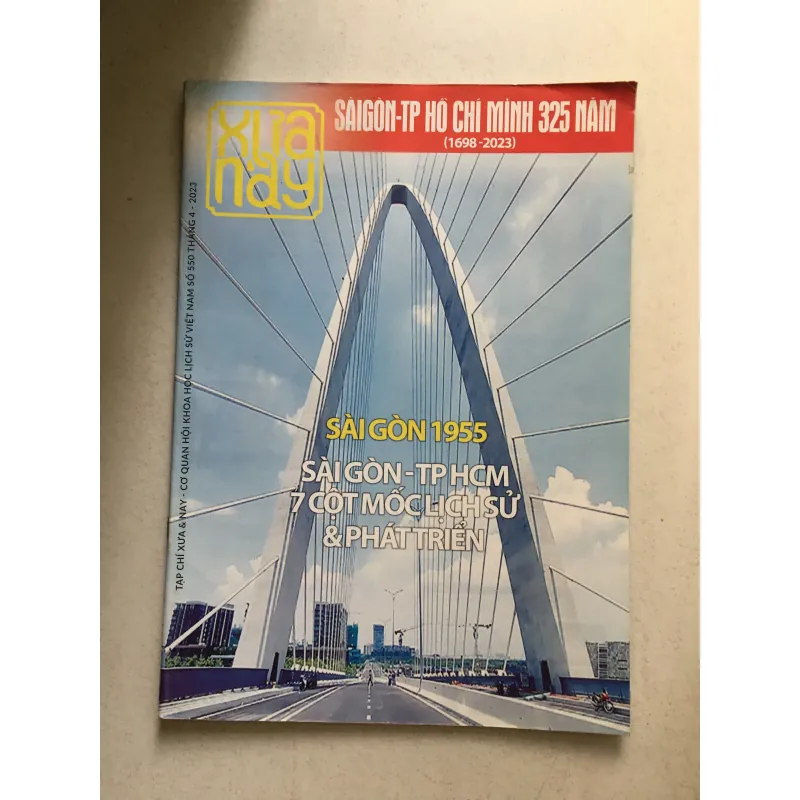 XƯA
NAY
SÀIGÒN-TP HỒ CHÍ MINH 325 NĂM
(1698-2023)
TẠP CHÍ XƯA & NAY - CƠ QUAN HỘI KHOA HỌC LỊCH SỬ VIỆT NAM SỐ 550 THÁNG 4 - 2023
SÀI GÒN 1955
SÀI GÒN - TP HCM
7 CỘT MỐC LỊCH SỬ
& PHÁT TRIỂN